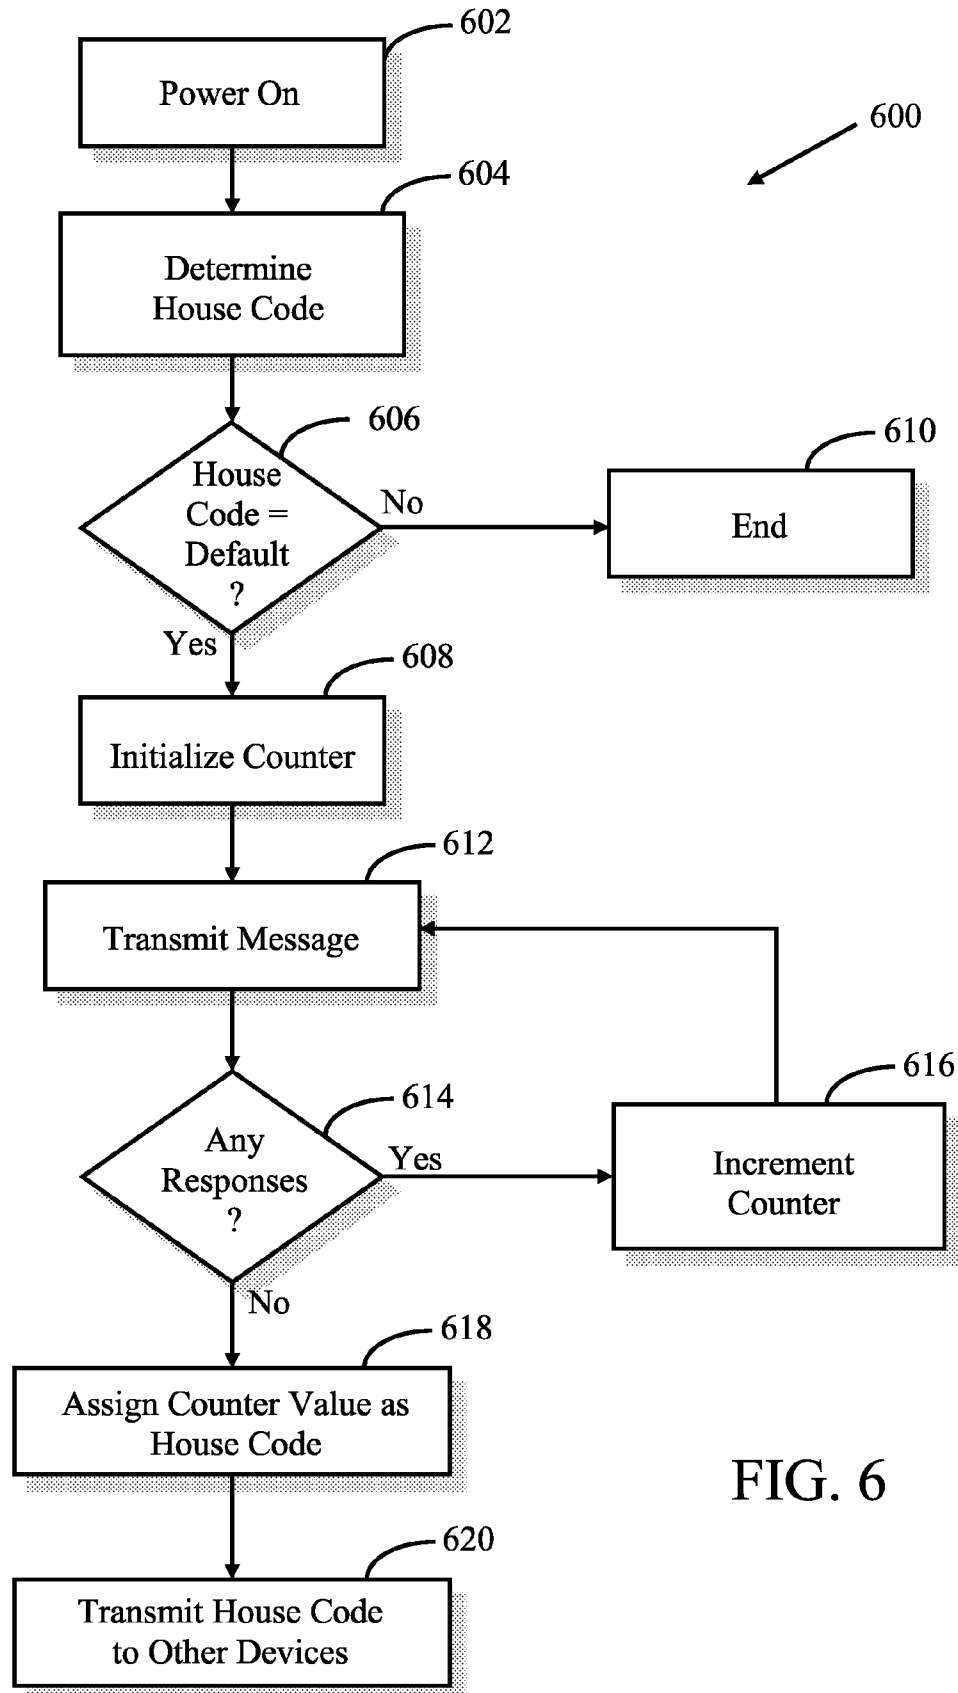 602
Power On
600
604
Determine
House Code
606
House
Code =
Default
?
No
610
End
Yes
608
Initialize Counter
612
Transmit Message
614
Any
Responses
?
Yes
616
Increment
Counter
No
618
Assign Counter Value as
House Code
FIG. 6
620
Transmit House Code
to Other Devices